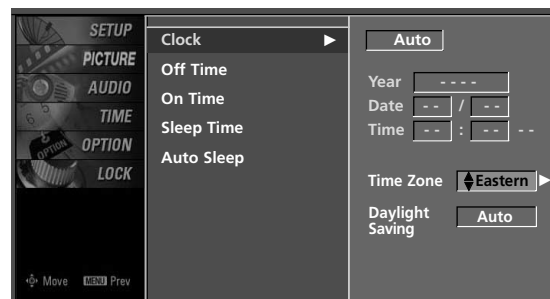 SETUP
PICTURE
AUDIO
TIME
OPTION
LOCK
Move MENU Prev
Clock
Off Time
On Time
Sleep Time
Auto Sleep
Auto
Year - - - -
Date - - / - -
Time - - : - - - -
Time Zone Eastern
Daylight Saving Auto